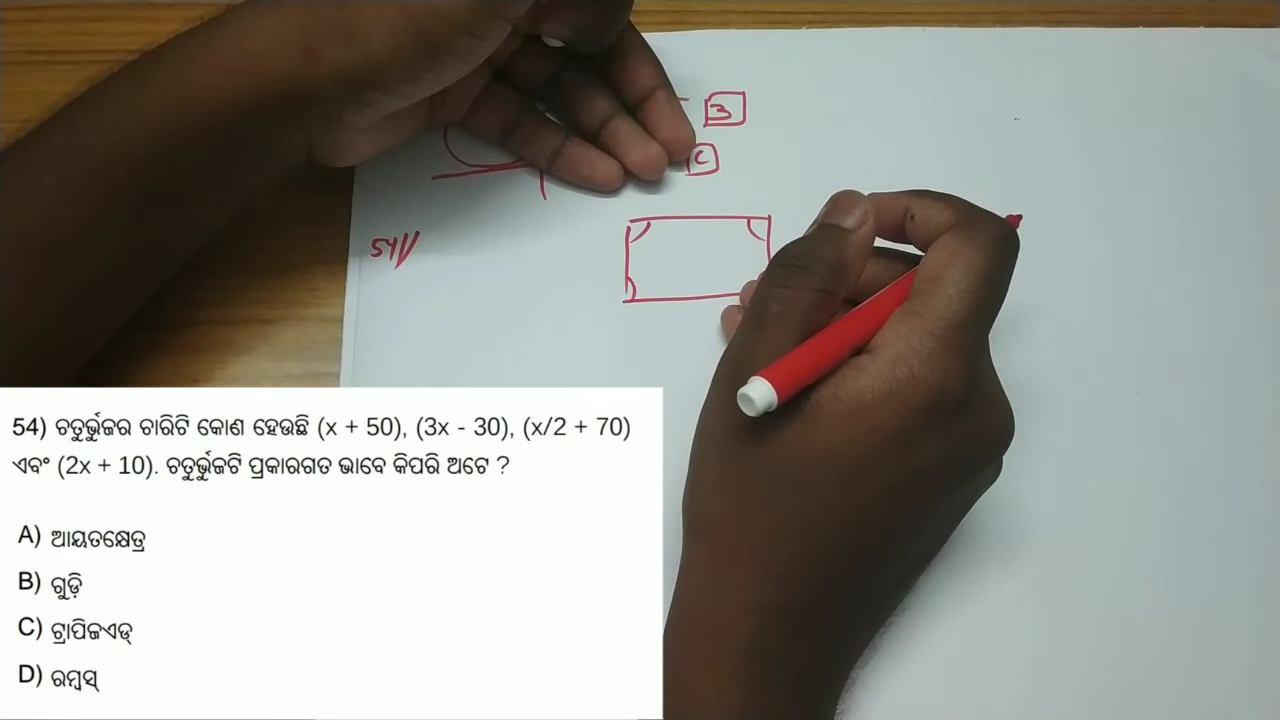 3
C
54//
54) ଚତୁର୍ଭୁଜର ଚାରିଟି କୋଣ ହେଉଛି (x + 50), (3x - 30), (x/2 + 70)
ଏବଂ (2x + 10). ଚତୁର୍ଭୁଜଟି ପ୍ରକାରଗତ ଭାବେ କିପରି ଅଟେ ?
A) ଆୟତକ୍ଷେତ୍ର
B) ଗୁଡ଼ି
C) ଟ୍ରାପିଜଏଡ୍
D) ରମ୍ବସ୍